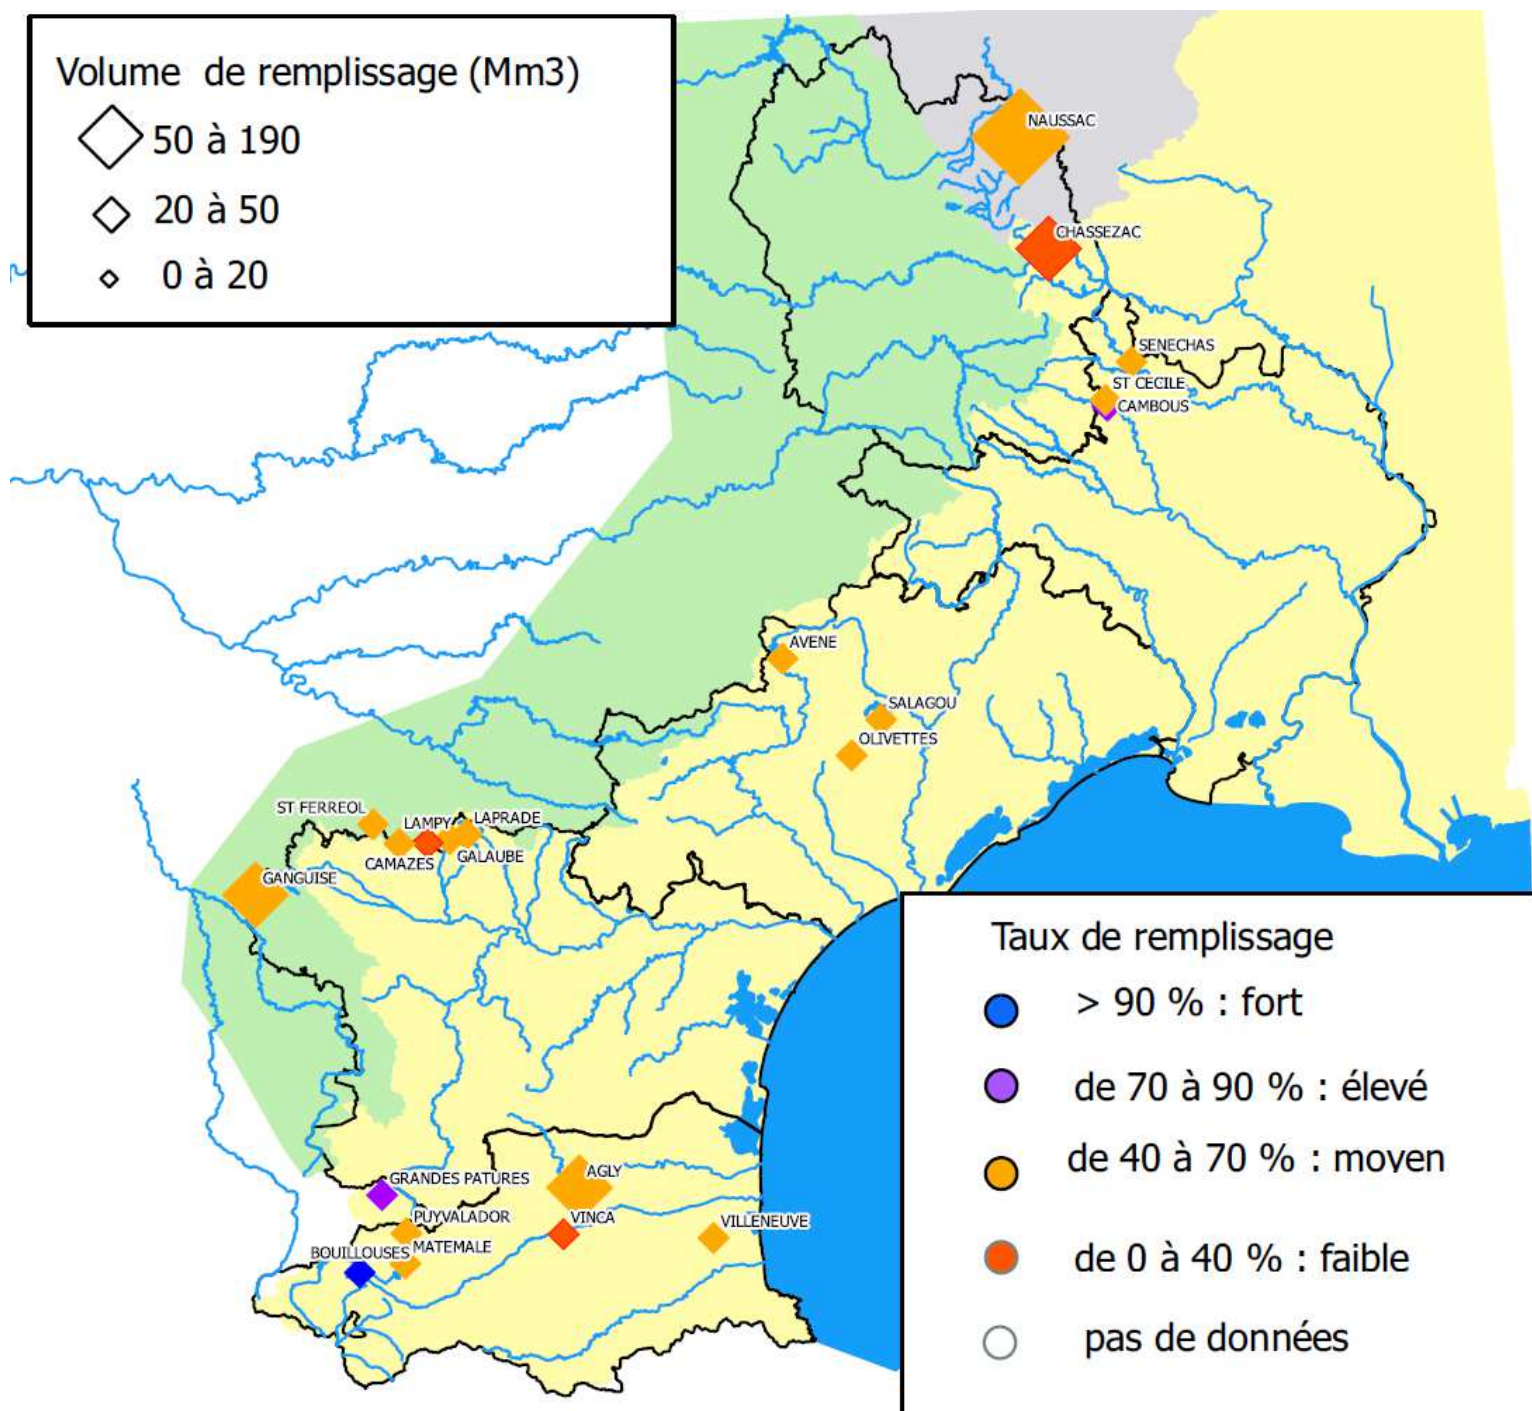 Volume de remplissage (Mm3)
50 à 190
20 à 50
0 à 20
NAUSSAC
CHASSEZAC
SENECHAS
ST CECILE
CAMBOUS
AVENE
SALAGOU
OLIVETTES
ST FERREOL
LAMPY
LAPRADE
CAMAZES
GALAUBE
GANGUISE
GRANDES PATURES
AGLY
PUYVALADOR
VINCA
VILLENEUVE
BOUILLOUSES
MATEMALE
Taux de remplissage
> 90 % : fort
de 70 à 90 % : élevé
de 40 à 70 % : moyen
de 0 à 40 % : faible
pas de données